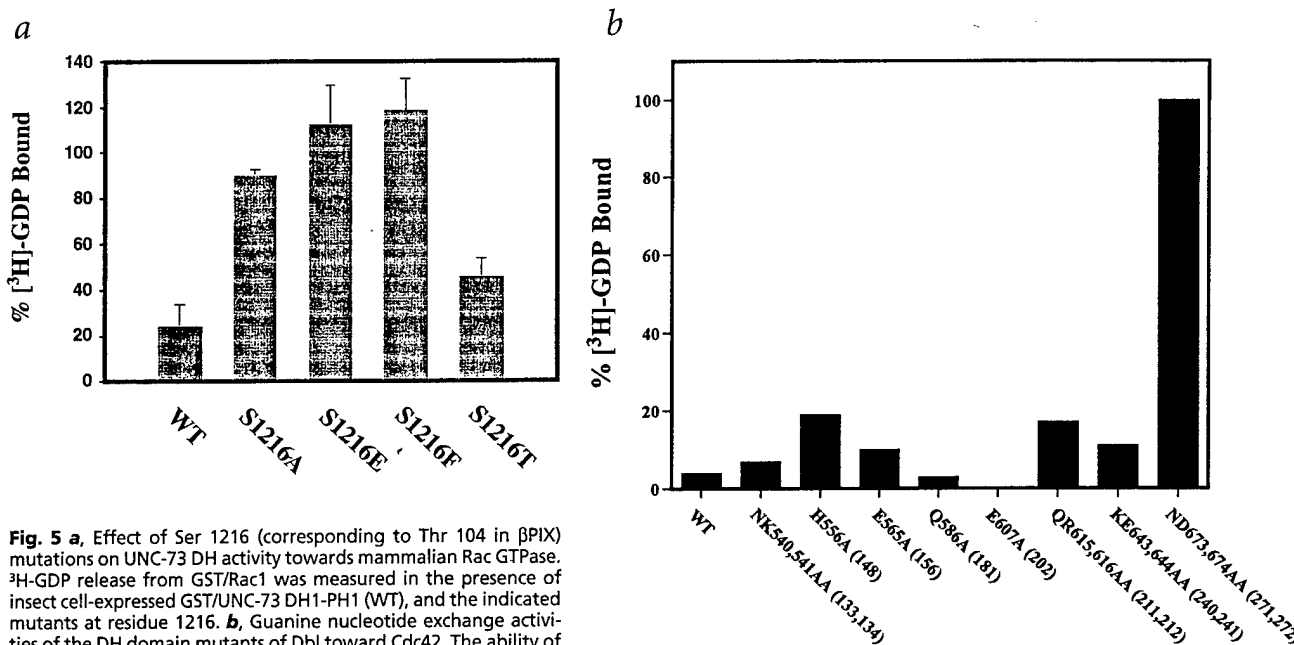 a
% [³H]-GDP Bound
140
120
100
80
60
40
20
0
WT
S1216A
S1216E
S1216F
S1216T
b
% [³H]-GDP Bound
100
80
60
40
20
0
WT
NK540,541AA (133,134)
H556A (148)
E565A (156)
Q586A (181)
E607A (202)
QR615,616AA (211,212)
KE643,644AA (240,241)
ND673,674AA (271,272)
Fig. 5 a, Effect of Ser 1216 (corresponding to Thr 104 in βPIX)
mutations on UNC-73 DH activity towards mammalian Rac GTPase.
³H-GDP release from GST/Rac1 was measured in the presence of
insect cell-expressed GST/UNC-73 DH1-PH1 (WT), and the indicated
mutants at residue 1216. b, Guanine nucleotide exchange activi-
ties of the DH domain mutants of Dbl toward Cdc42. The ability of